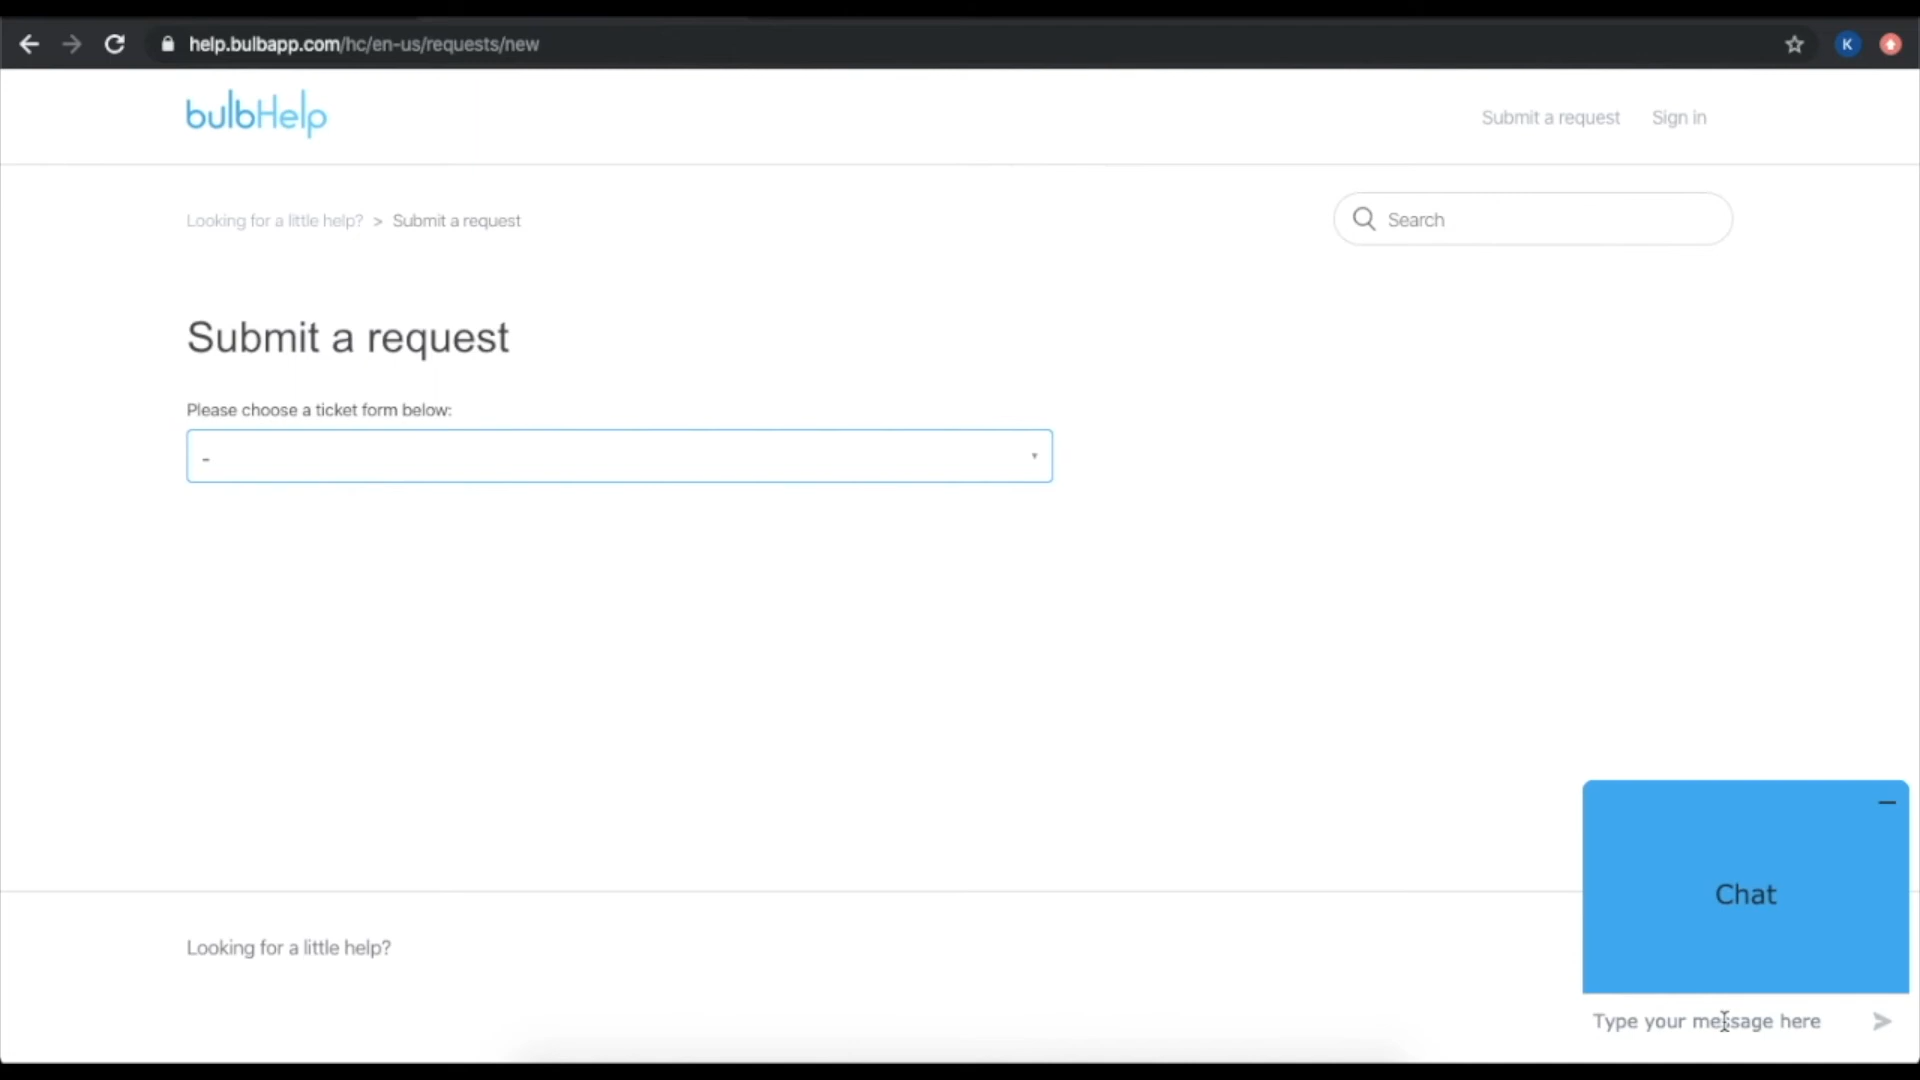 help.bulbapp.com/hc/en-us/requests/new
K
bulbHelp
Submit a request
Sign in
Looking for a little help? > Submit a request
Search
Submit a request
Please choose a ticket form below:
-
Chat
Looking for a little help?
Type your message here